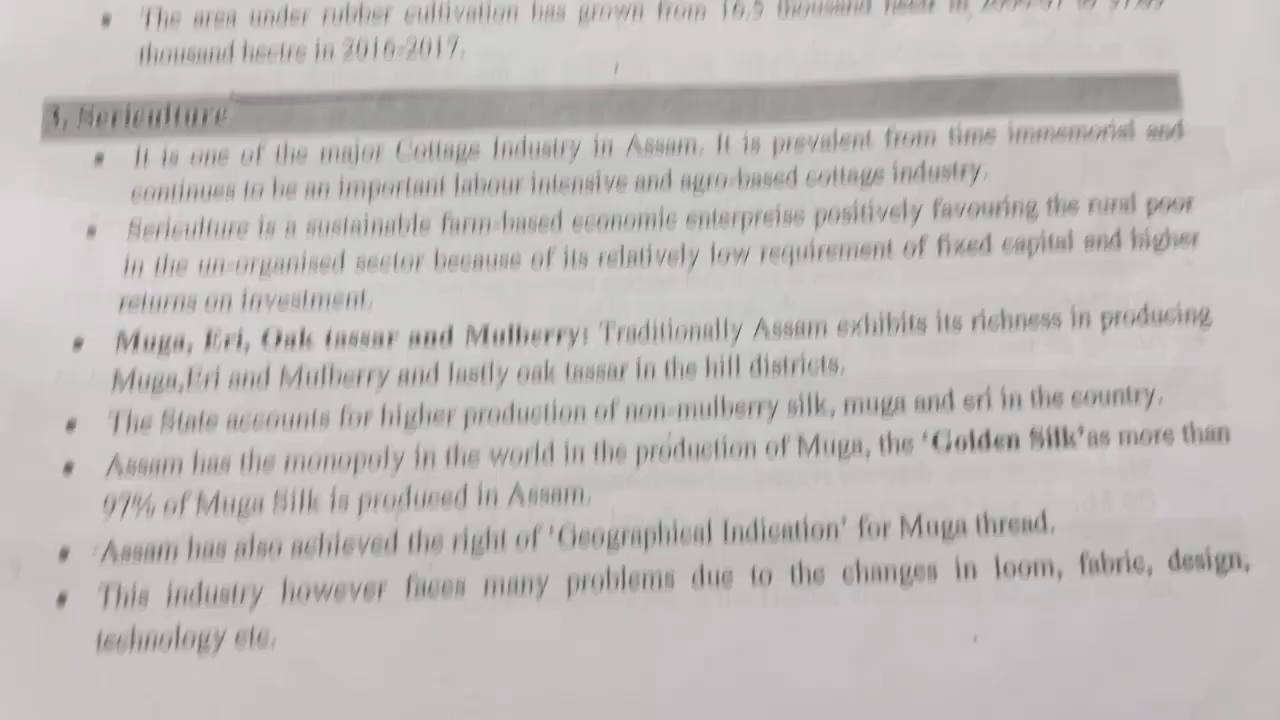 The area under rubber cultivation has grown from 16.5 thousand
thousand hectre in 2016-2017.
3. Sericulture
• It is one of the major Cottage Industry in Assam. It is prevalent from time immemorial and
continues to be an important labour intensive and agro-based cottage industry.
• Sericulture is a sustainable farm-based economic enterpreise positively favouring the rural poor
in the un-organised sector because of its relatively low requirement of fixed capital and higher
returns on investment.
• Muga, Eri, Oak tassar and Mulberry: Traditionally Assam exhibits its richness in producing
Muga,Eri and Mulberry and lastly oak tassar in the hill districts.
• The State accounts for higher production of non-mulberry silk, muga and eri in the country.
• Assam has the monopoly in the world in the production of Muga, the 'Golden Silk'as more than
97% of Muga Silk is produced in Assam.
• Assam has also achieved the right of 'Geographical Indication' for Muga thread.
• This industry however faces many problems due to the changes in loom, fabric, design,
technology etc.